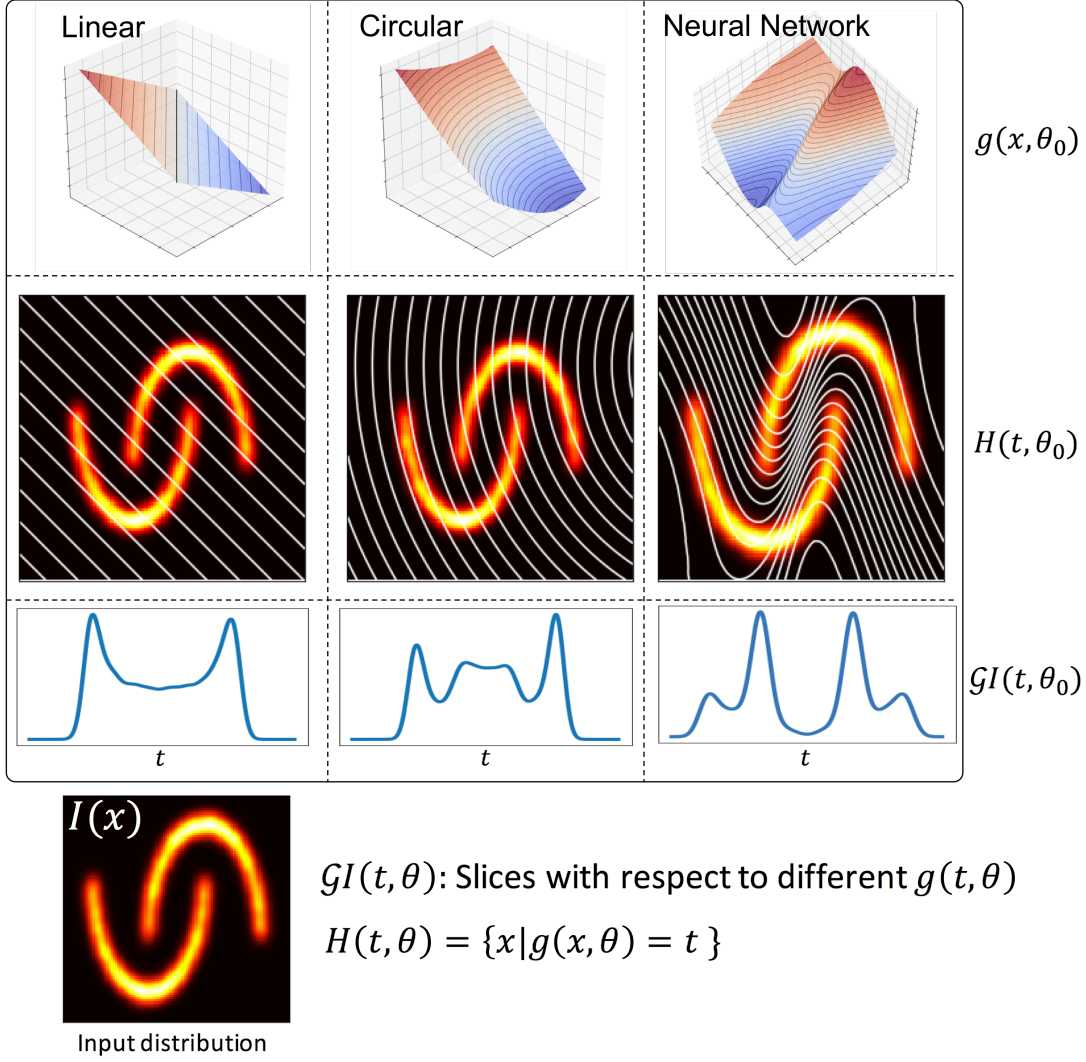 Linear
Circular
Neural Network
g(x, θ₀)
H(t, θ₀)
𝒢I(t, θ₀)
t
t
t
I(x)
𝒢I(t, θ): Slices with respect to different g(t, θ)
H(t, θ) = {x|g(x, θ) = t }
Input distribution